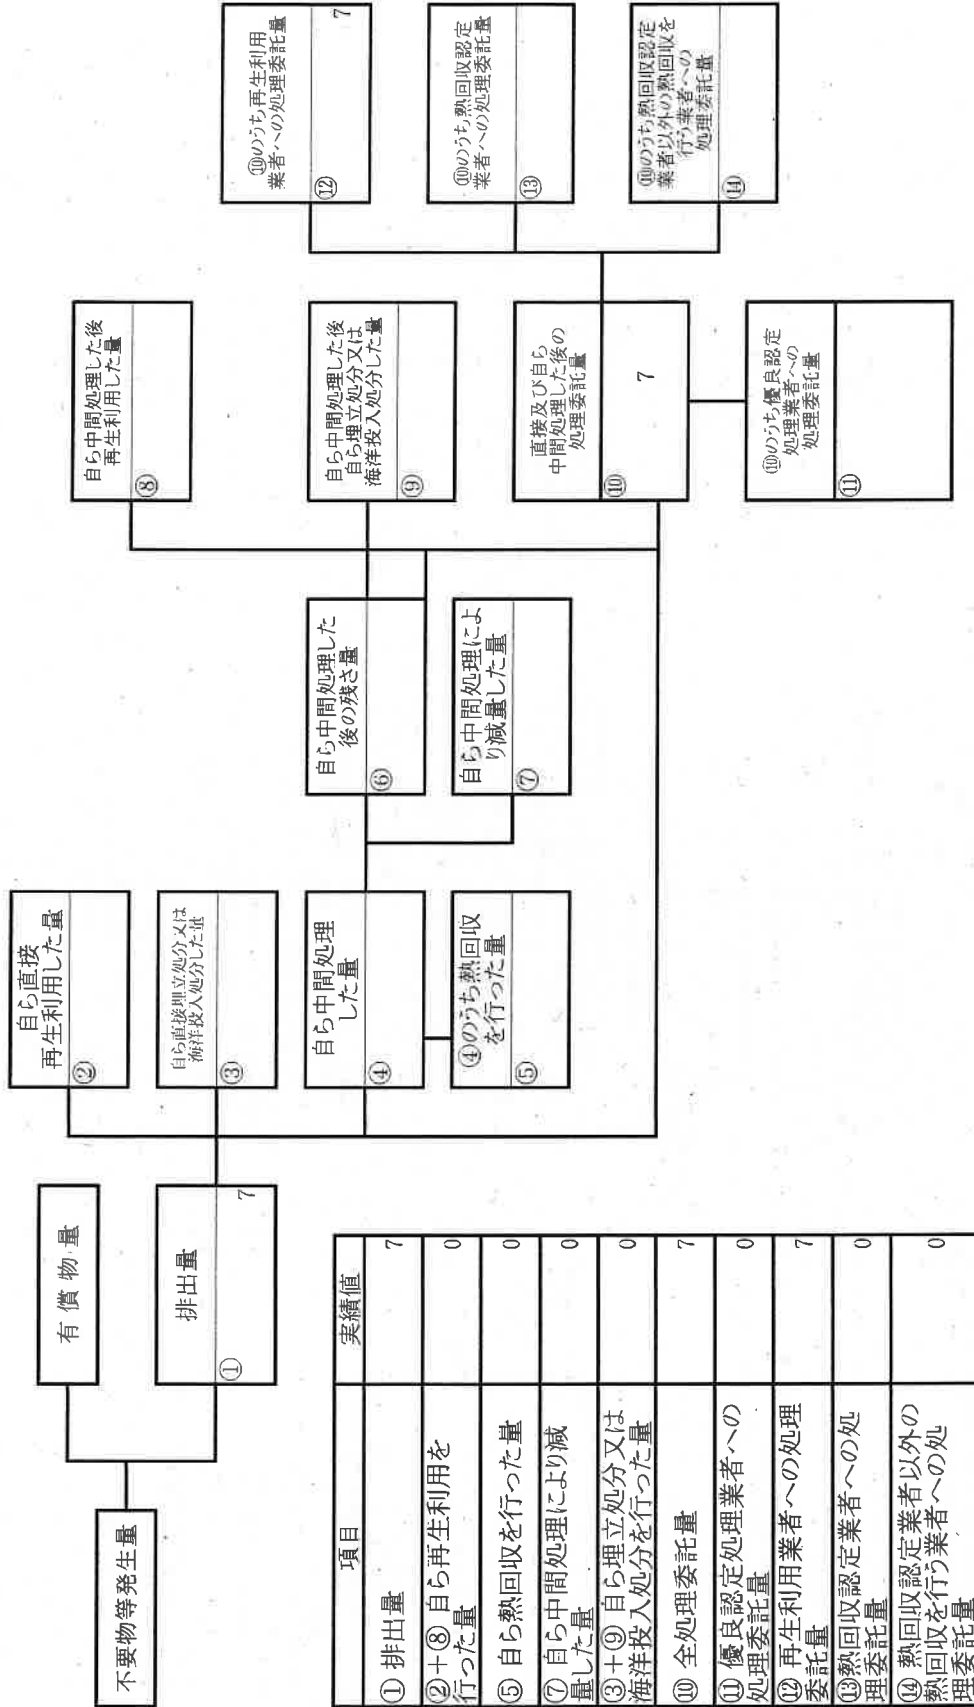 不要物等発生量
有償物量
排出量
①
7
自ら直接
再生利用した量
②
自ら直接埋立処分又は
海洋投入処分した量
③
自ら中間処理
した量
④
④のうち熱回収
を行った量
⑤
自ら中間処理した
後の残さ量
⑥
自ら中間処理によ
り減量した量
⑦
自ら中間処理した後
再生利用した量
⑧
自ら中間処理した後
自ら埋立処分又は
海洋投入処分した量
⑨
直接及び自ら
中間処理した後の
処理委託量
⑩
7
⑩のうち優良認定
処理業者への
処理委託量
⑪
⑩のうち再生利用
業者への処理委託量
⑫
7
⑩のうち熱回収認定
業者への処理委託量
⑬
⑩のうち熱回収認定
業者以外の熱回収を
行う業者への
処理委託量
⑭
項目 実績値
①排出量 7
②+⑧ 自ら再生利用を
行った量 0
⑤ 自ら熱回収を行った量 0
⑦ 自ら中間処理により減
量した量 0
③+⑨ 自ら埋立処分又は
海洋投入処分を行った量 0
⑩ 全処理委託量 7
⑪ 優良認定処理業者への
処理委託量 0
⑫ 再生利用業者への処理
委託量 7
⑬熱回収認定業者への処
理委託量 0
⑭ 熱回収認定業者以外の
熱回収を行う業者への処
理委託量 0